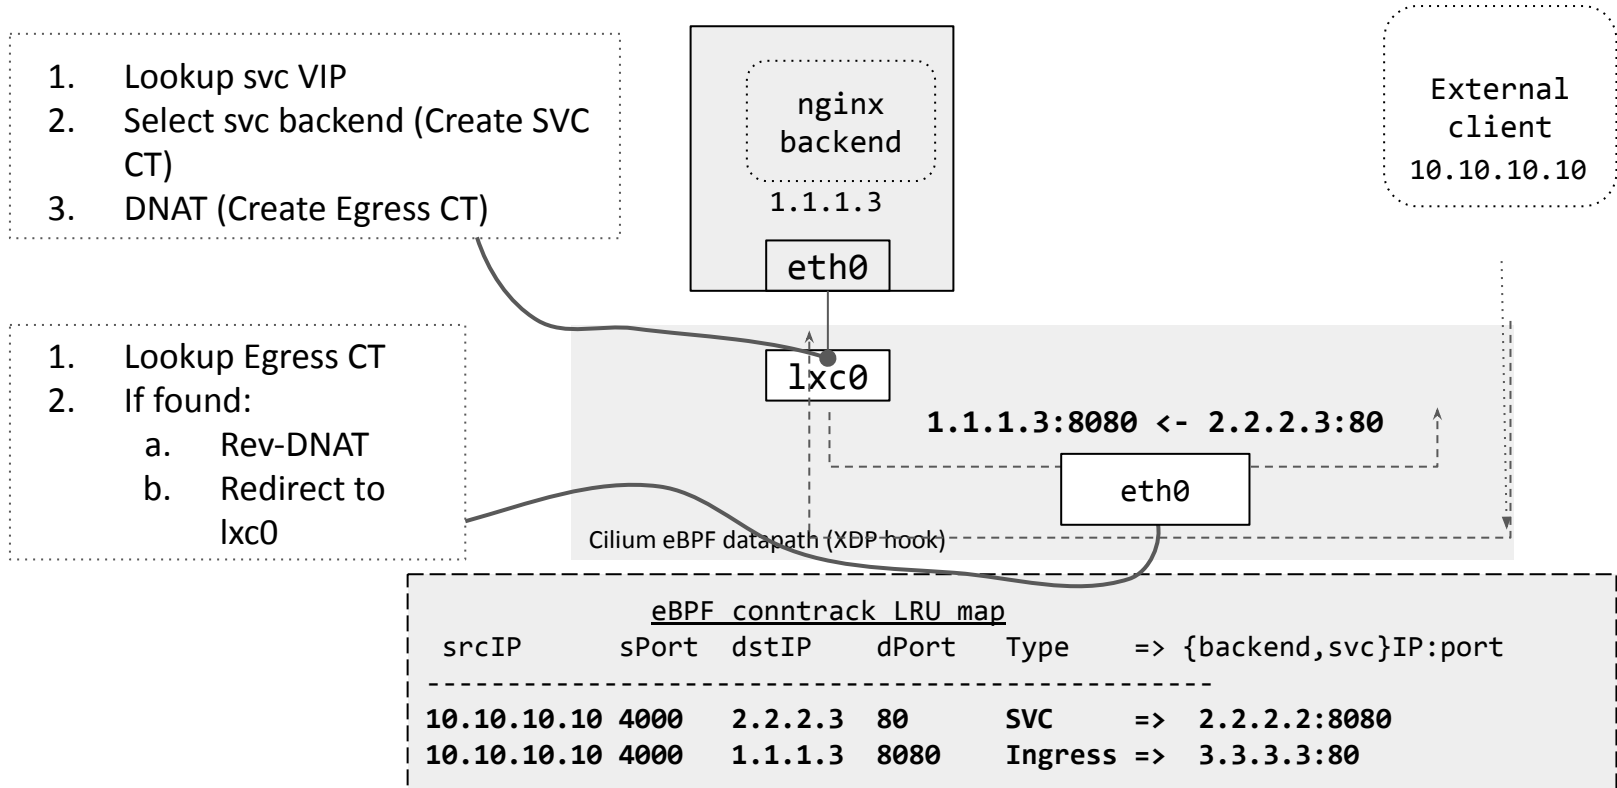 1. Lookup svc VIP
2. Select svc backend (Create SVC
CT)
3. DNAT (Create Egress CT)
nginx
backend
1.1.1.3
eth0
External
client
10.10.10.10
1. Lookup Egress CT
2. If found:
a. Rev-DNAT
b. Redirect to
lxc0
lxc0
1.1.1.3:8080 <- 2.2.2.3:80
eth0
Cilium eBPF datapath (XDP hook)
eBPF conntrack LRU map
srcIP sPort dstIP dPort Type => {backend,svc}IP:port
-------------------------------------------------
10.10.10.10 4000 2.2.2.3 80 SVC => 2.2.2.2:8080
10.10.10.10 4000 1.1.1.3 8080 Ingress => 3.3.3.3:80